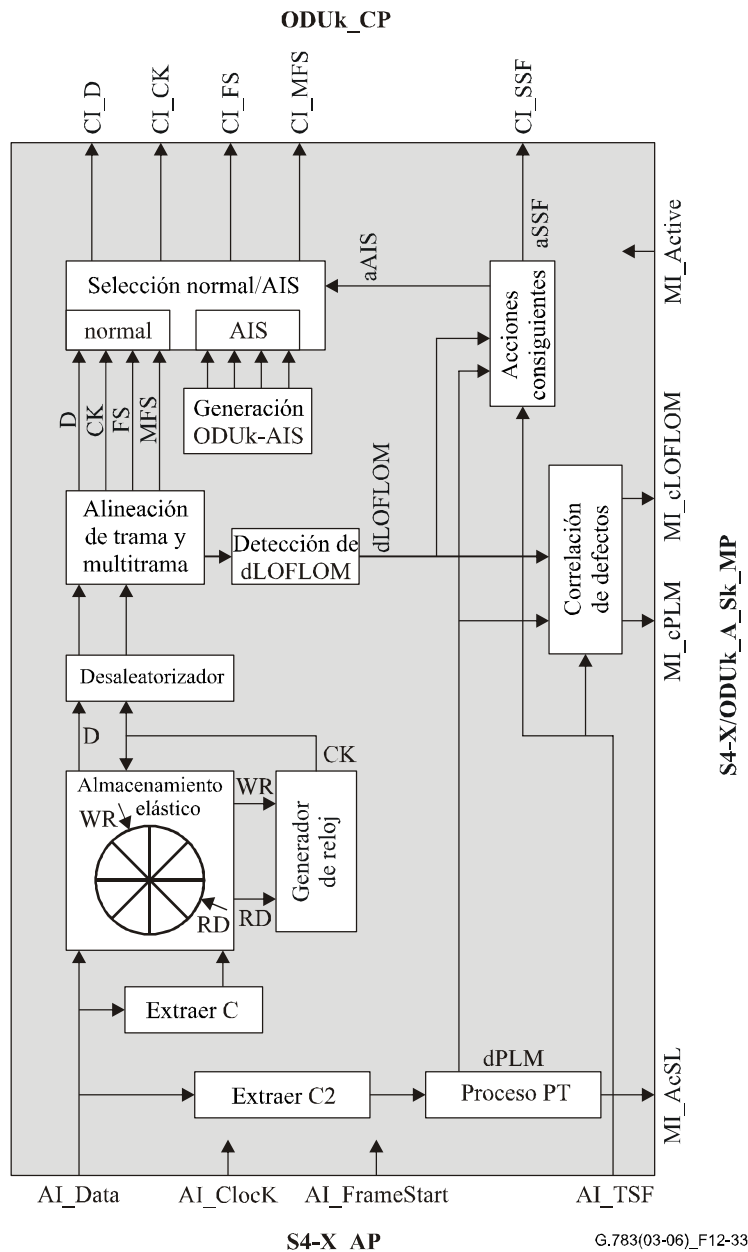 ODUk_CP
CI_D
CI_CK
CI_FS
CI_MFS
CI_SSF
aSSF
aAIS
MI_Active
Selección normal/AIS
normal
AIS
Acciones
consiguientes
D
CK
FS
MFS
Generación
ODUk-AIS
dLOFLOM
MI_cLOFLOM
Alineación
de trama y
multitrama
Detección de
dLOFLOM
Correlación
de defectos
MI_cPLM
S4-X/ODUk_A_Sk_MP
Desaleatorizador
D
CK
Almacenamiento
elástico
WR
WR
RD
RD
Generador
de reloj
Extraer C
dPLM
Extraer C2
Proceso PT
MI_AcSL
AI_Data
AI_ClocK
AI_FrameStart
AI_TSF
S4-X_AP
G.783(03-06)_F12-33